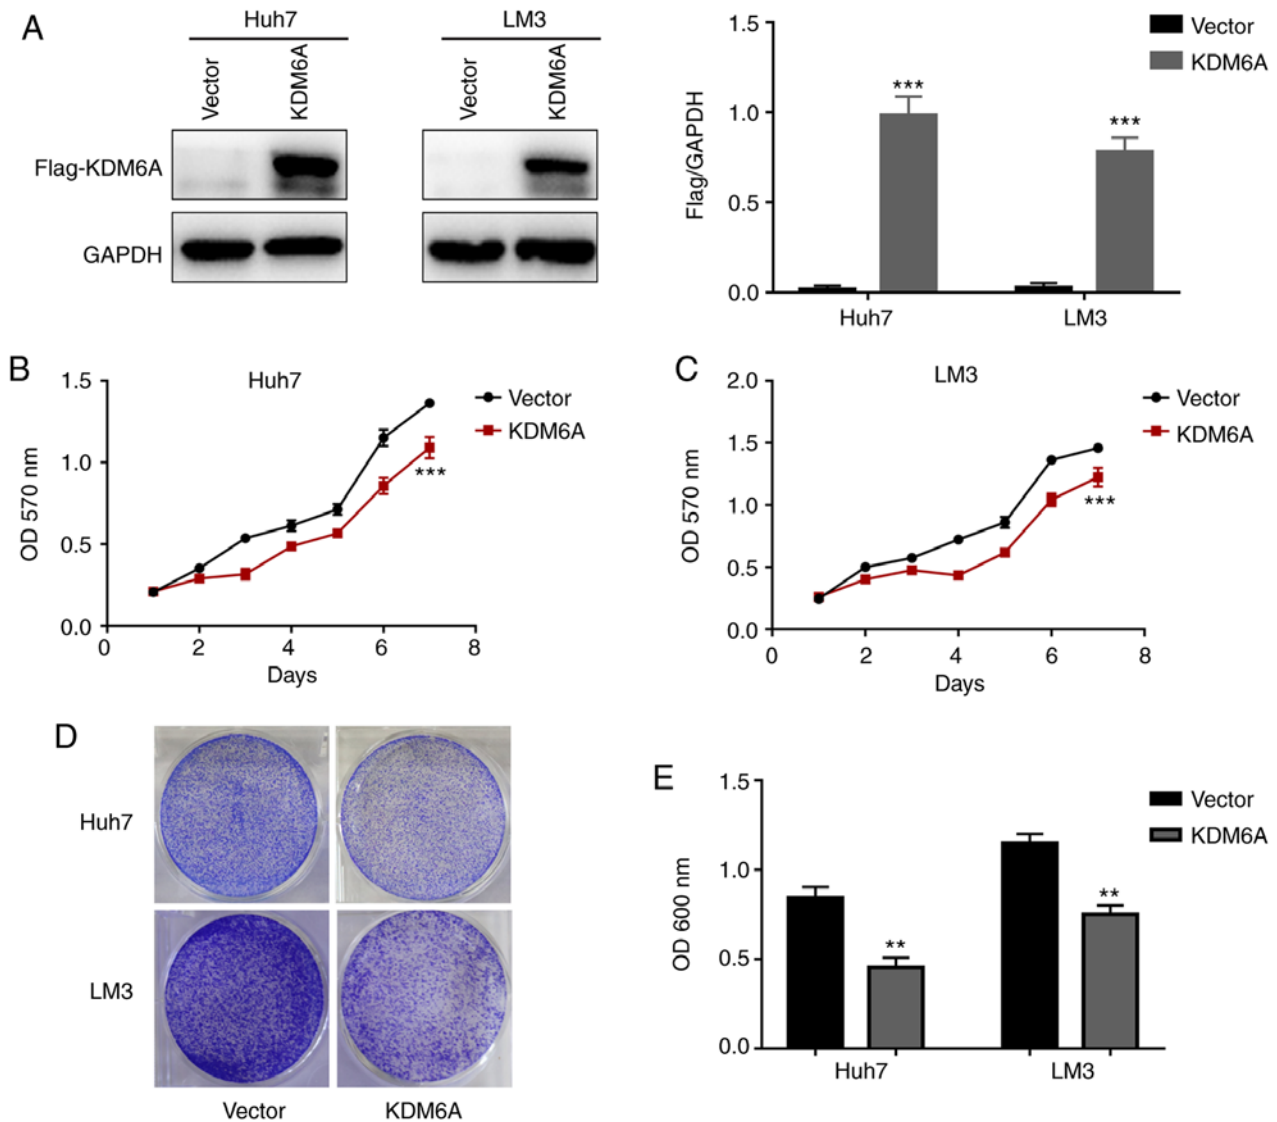 A
Huh7
LM3
Vector
KDM6A
Vector
KDM6A
Flag-KDM6A
GAPDH
1.5
1.0
0.5
0.0
Flag/GAPDH
***
***
Huh7
LM3
Vector
KDM6A
B
Huh7
1.5
1.0
0.5
0.0
OD 570 nm
0 2 4 6 8
Days
Vector
KDM6A
***
C
LM3
2.0
1.5
1.0
0.5
0.0
OD 570 nm
0 2 4 6 8
Days
Vector
KDM6A
***
D
Huh7
LM3
Vector
KDM6A
E
1.5
1.0
0.5
0.0
OD 600 nm
**
**
Huh7
LM3
Vector
KDM6A